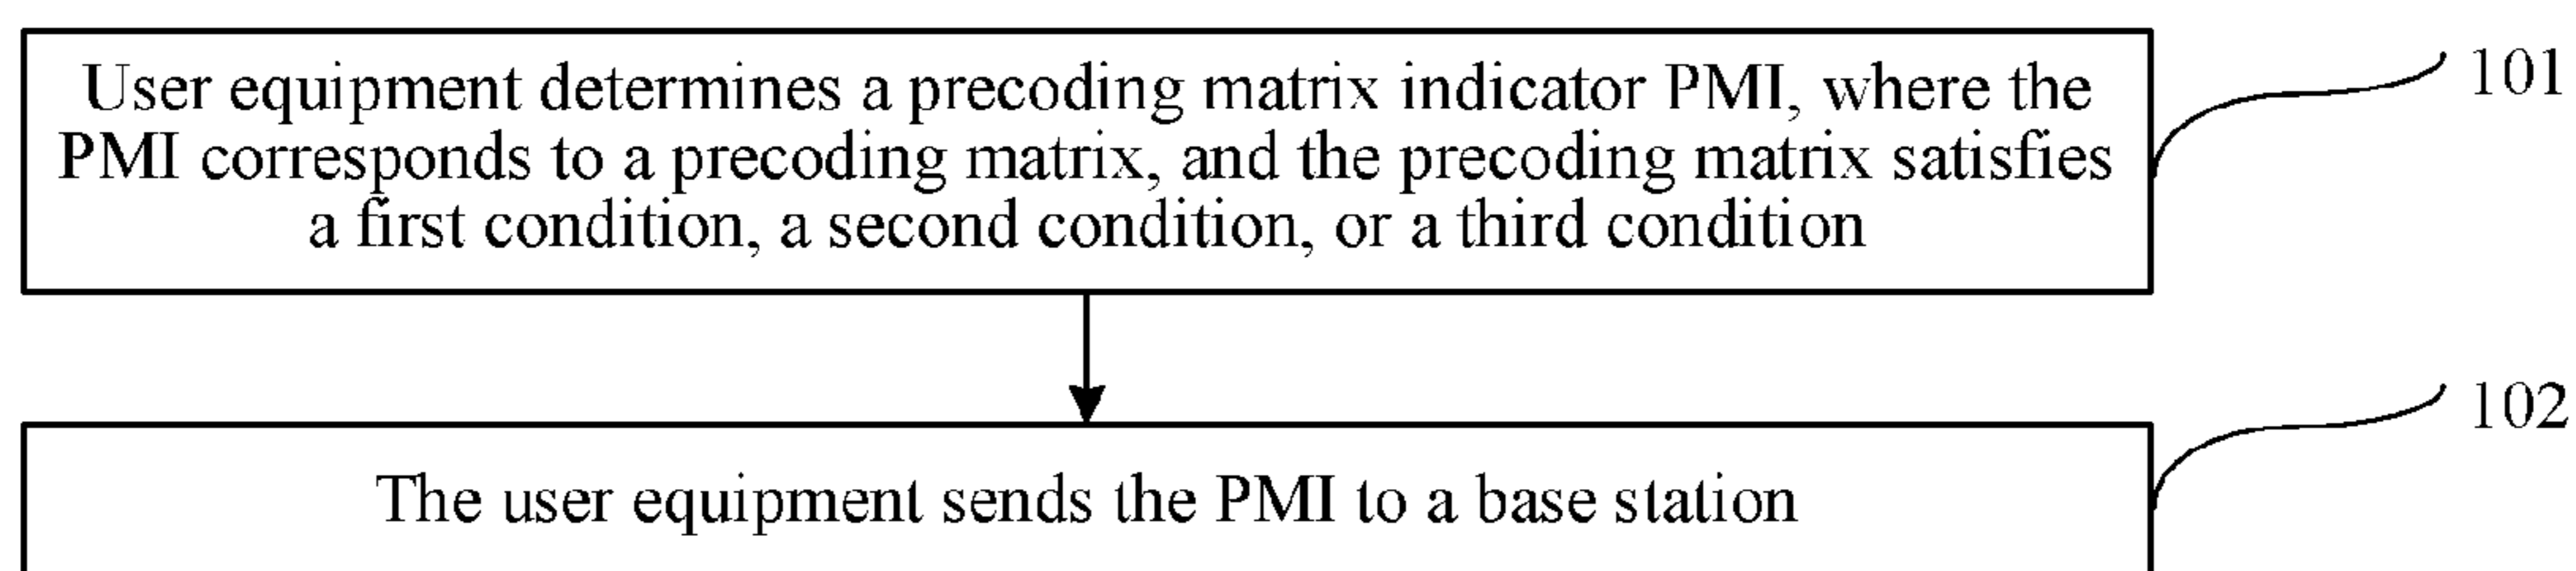 User equipment determines a precoding matrix indicator PMI, where the
PMI corresponds to a precoding matrix, and the precoding matrix satisfies
a first condition, a second condition, or a third condition
101
The user equipment sends the PMI to a base station
102